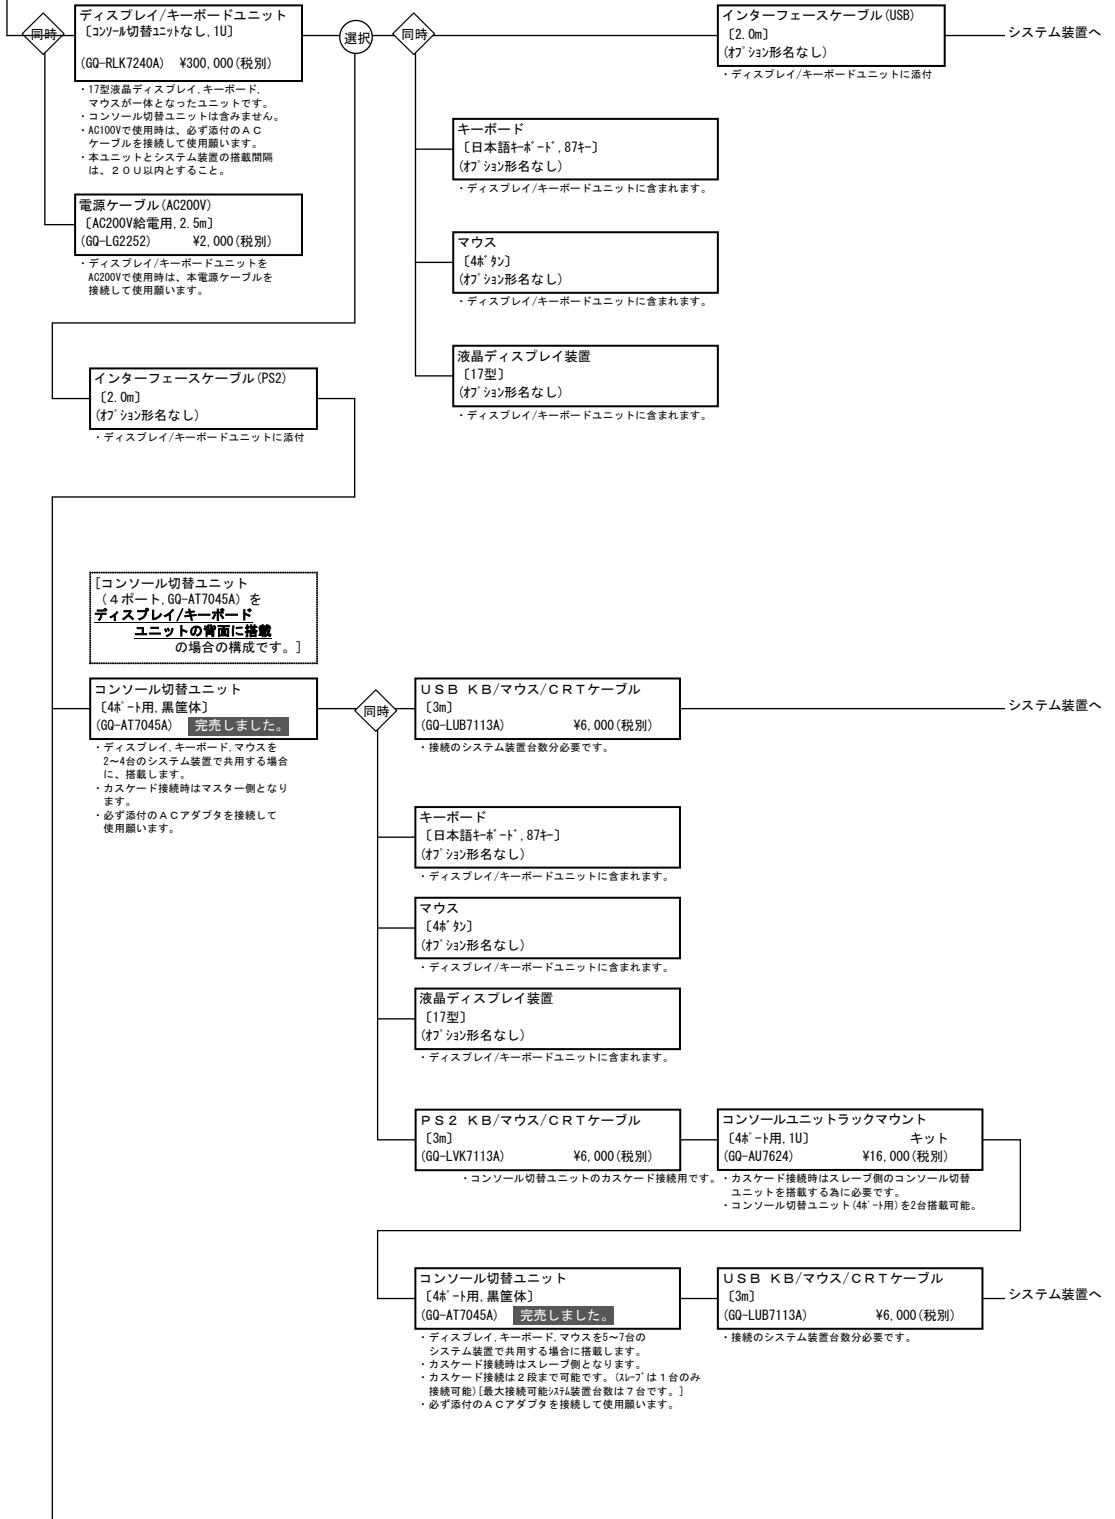 同時
ディスプレイ/キーボードユニット
〔ｺﾝｿｰﾙ切替ﾕﾆｯﾄなし,1U〕
(GQ-RLK7240A) ¥300,000(税別)
・17型液晶ディスプレイ,キーボード,
マウスが一体となったユニットです。
・コンソール切替ユニットは含みません。
・AC100Vで使用時は、必ず添付のＡＣ
ケーブルを接続して使用願います。
・本ユニットとシステム装置の搭載間隔
は、２０Ｕ以内とすること。
電源ケーブル(AC200V)
〔AC200V給電用,2.5m〕
(GQ-LG2252) ¥2,000(税別)
・ディスプレイ/キーボードユニットを
AC200Vで使用時は、本電源ケーブルを
接続して使用願います。
選択
同時
インターフェースケーブル(USB)
〔2.0m〕
(オプション形名なし)
・ディスプレイ/キーボードユニットに添付
システム装置へ
キーボード
〔日本語ｷｰﾎﾞｰﾄﾞ,87ｷｰ〕
(ｵﾌﾟｼｮﾝ形名なし)
・ディスプレイ/キーボードユニットに含まれます。
マウス
〔4ﾎﾞﾀﾝ〕
(ｵﾌﾟｼｮﾝ形名なし)
・ディスプレイ/キーボードユニットに含まれます。
液晶ディスプレイ装置
〔17型〕
(ｵﾌﾟｼｮﾝ形名なし)
・ディスプレイ/キーボードユニットに含まれます。
インターフェースケーブル(PS2)
〔2.0m〕
(ｵﾌﾟｼｮﾝ形名なし)
・ディスプレイ/キーボードユニットに添付
[コンソール切替ユニット
（４ポート,GQ-AT7045A）を
ディスプレイ/キーボード
ユニットの背面に搭載
の場合の構成です。]
コンソール切替ユニット
〔4ﾎﾟｰﾄ用,黒筐体〕
(GQ-AT7045A) 完売しました。
・ディスプレイ,キーボード,マウスを
2～4台のシステム装置で共用する場合
に、搭載します。
・カスケード接続時はマスター側となり
ます。
・必ず添付のＡＣアダプタを接続して
使用願います。
同時
ＵＳＢ ＫＢ/マウス/ＣＲＴケーブル
〔3m〕
(GQ-LUB7113A) ¥6,000(税別)
・接続のシステム装置台数分必要です。
システム装置へ
キーボード
〔日本語ｷｰﾎﾞｰﾄﾞ,87ｷｰ〕
(ｵﾌﾟｼｮﾝ形名なし)
・ディスプレイ/キーボードユニットに含まれます。
マウス
〔4ﾎﾞﾀﾝ〕
(ｵﾌﾟｼｮﾝ形名なし)
・ディスプレイ/キーボードユニットに含まれます。
液晶ディスプレイ装置
〔17型〕
(ｵﾌﾟｼｮﾝ形名なし)
・ディスプレイ/キーボードユニットに含まれます。
ＰＳ２ ＫＢ/マウス/ＣＲＴケーブル
〔3m〕
(GQ-LVK7113A) ¥6,000(税別)
・コンソール切替ユニットのカスケード接続用です。
コンソールユニットラックマウント
〔4ﾎﾟｰﾄ用,1U〕 キット
(GQ-AU7624) ¥16,000(税別)
・カスケード接続時はスレーブ側のコンソール切替
ユニットを搭載する為に必要です。
・コンソール切替ユニット(4ﾎﾟｰﾄ用)を2台搭載可能。
コンソール切替ユニット
〔4ﾎﾟｰﾄ用,黒筐体〕
(GQ-AT7045A) 完売しました。
・ディスプレイ,キーボード,マウスを5～7台の
システム装置で共用する場合に搭載します。
・カスケード接続時はスレーブ側となります。
・カスケード接続は２段まで可能です。(ｽﾚｰﾌﾞは１台のみ
接続可能)[最大接続可能ｼｽﾃﾑ装置台数は７台です。]
・必ず添付のＡＣアダプタを接続して使用願います。
ＵＳＢ ＫＢ/マウス/ＣＲＴケーブル
〔3m〕
(GQ-LUB7113A) ¥6,000(税別)
・接続のシステム装置台数分必要です。
システム装置へ